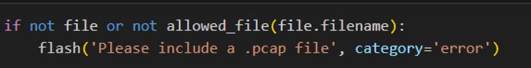 if not file or not allowed_file(file.filename):
    flash('Please include a .pcap file', category='error')